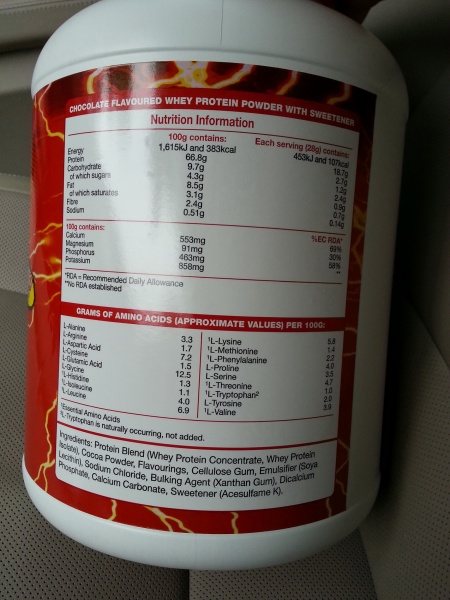 CHOCOLATE FLAVOURED WHEY PROTEIN POWDER WITH SWEETENER
Nutrition Information
100g contains: Each serving (28g) contains:
Energy 1,615kJ and 383kcal 453kJ and 107kcal
Protein 66.8g 18.7g
Carbohydrate 9.7g 2.7g
of which sugars 4.3g 1.2g
Fat 8.5g 2.4g
of which saturates 3.1g 0.9g
Fibre 2.4g 0.7g
Sodium 0.51g 0.14g
100g contains: %EC RDA*
Calcium 553mg 69%
Magnesium 91mg 30%
Phosphorus 463mg 58%
Potassium 858mg **
*RDA = Recommended Daily Allowance
**No RDA established
GRAMS OF AMINO ACIDS (APPROXIMATE VALUES) PER 100G:
L-Alanine 3.3 ¹L-Lysine 5.8
L-Arginine 1.7 ¹L-Methionine 1.4
L-Aspartic Acid 7.2 ¹L-Phenylalanine 2.2
L-Cysteine 1.5 L-Proline 4.0
L-Glutamic Acid 12.5 L-Serine 3.5
L-Glycine 1.3 ¹L-Threonine 4.7
¹L-Histidine 1.1 ¹L-Tryptophan² 1.0
¹L-Isoleucine 4.0 L-Tyrosine 2.0
¹L-Leucine 6.9 ¹L-Valine 3.9
¹Essential Amino Acids
²L-Tryptophan is naturally occurring, not added.
Ingredients: Protein Blend (Whey Protein Concentrate, Whey Protein
Isolate), Cocoa Powder, Flavourings, Cellulose Gum, Emulsifier (Soya
Lecithin), Sodium Chloride, Bulking Agent (Xanthan Gum), Dicalcium
Phosphate, Calcium Carbonate, Sweetener (Acesulfame K).